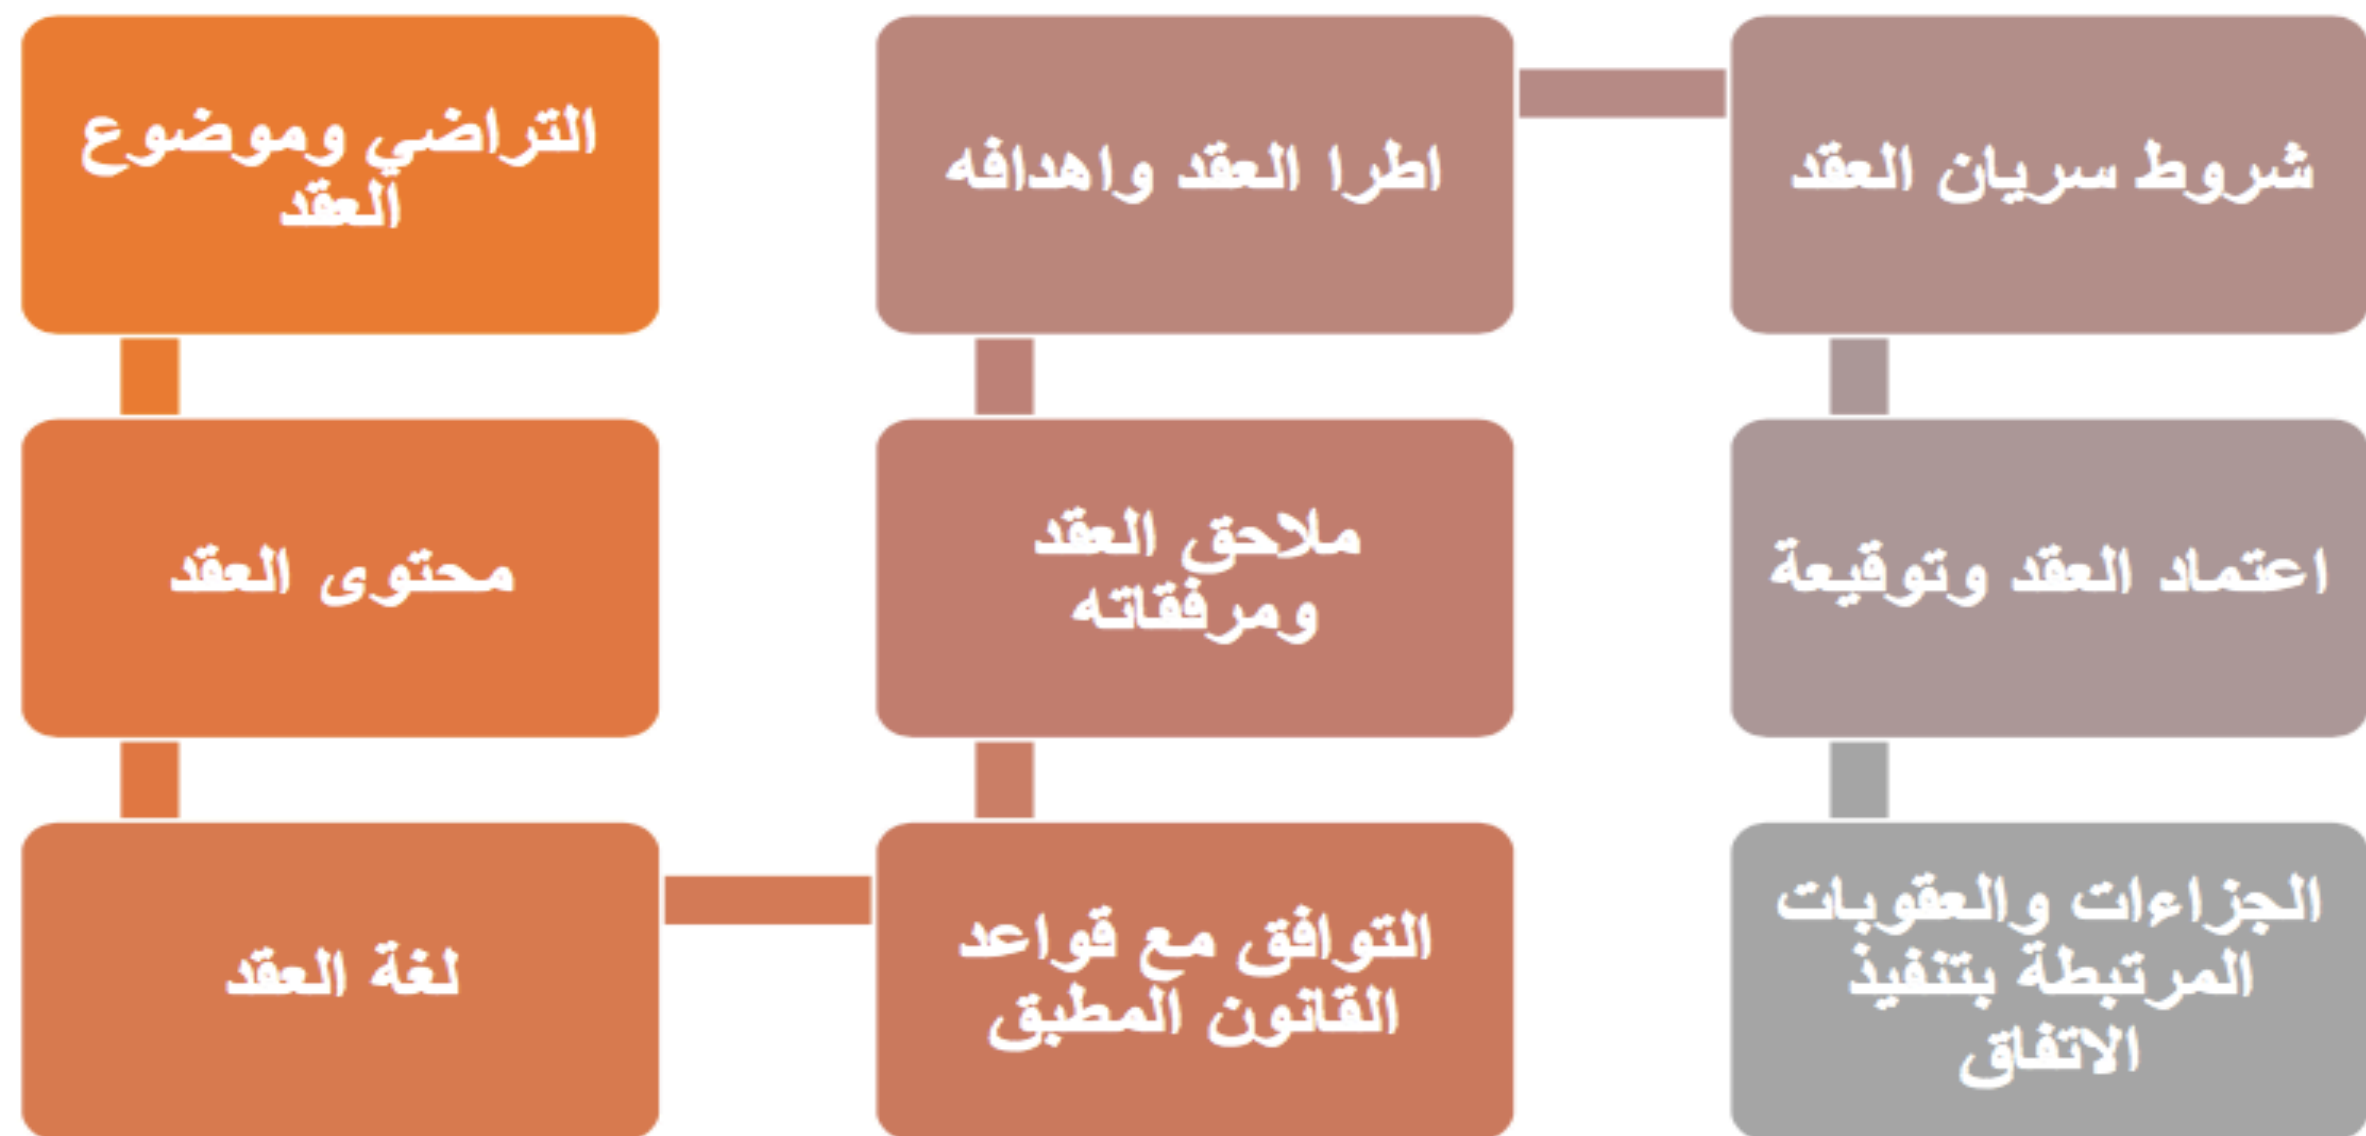 التراضي وموضوع
العقد
محتوى العقد
لغة العقد
التوافق مع قواعد
القانون المطبق
ملاحق العقد
ومرفقاته
اطرا العقد واهدافه
شروط سريان العقد
اعتماد العقد وتوقيعة
الجزاءات والعقوبات
المرتبطة بتنفيذ
الاتفاق